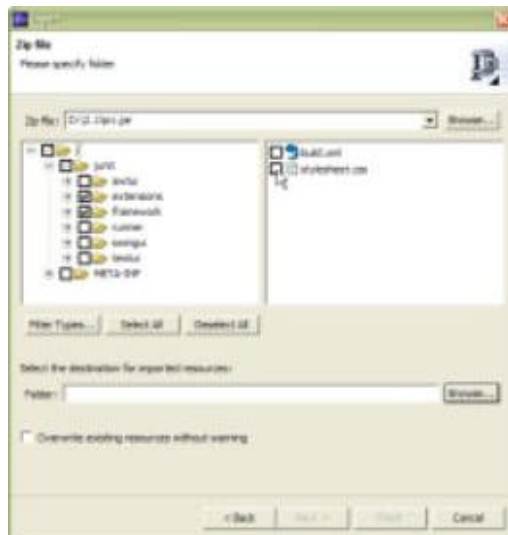 Import
Zip file
Please specify folder
Zip file:
Browse...
/
junit
awtui
extensions
framework
runner
swingui
textui
META-INF
build.xml
stylesheet.css
Filter Types...
Select All
Deselect All
Select the destination for imported resources:
Folder:
Browse...
Overwrite existing resources without warning
< Back
Next >
Finish
Cancel